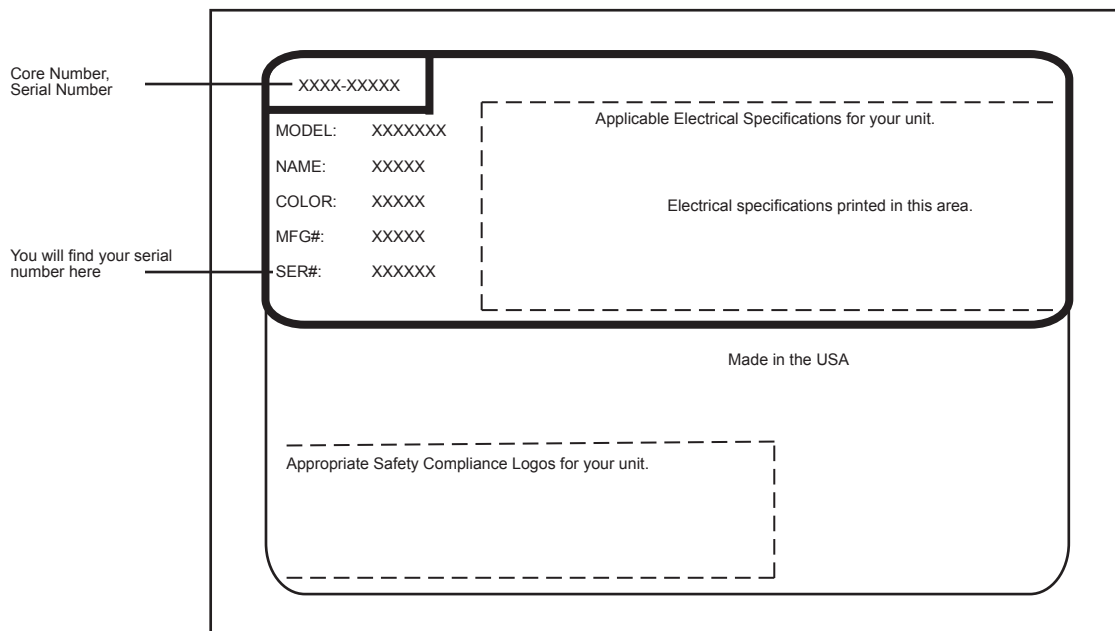 Core Number,
Serial Number
XXXX-XXXXX
MODEL: XXXXXXX
NAME: XXXXX
COLOR: XXXXX
MFG#: XXXXX
SER#: XXXXXX
You will find your serial
number here
Applicable Electrical Specifications for your unit.
Electrical specifications printed in this area.
Made in the USA
Appropriate Safety Compliance Logos for your unit.